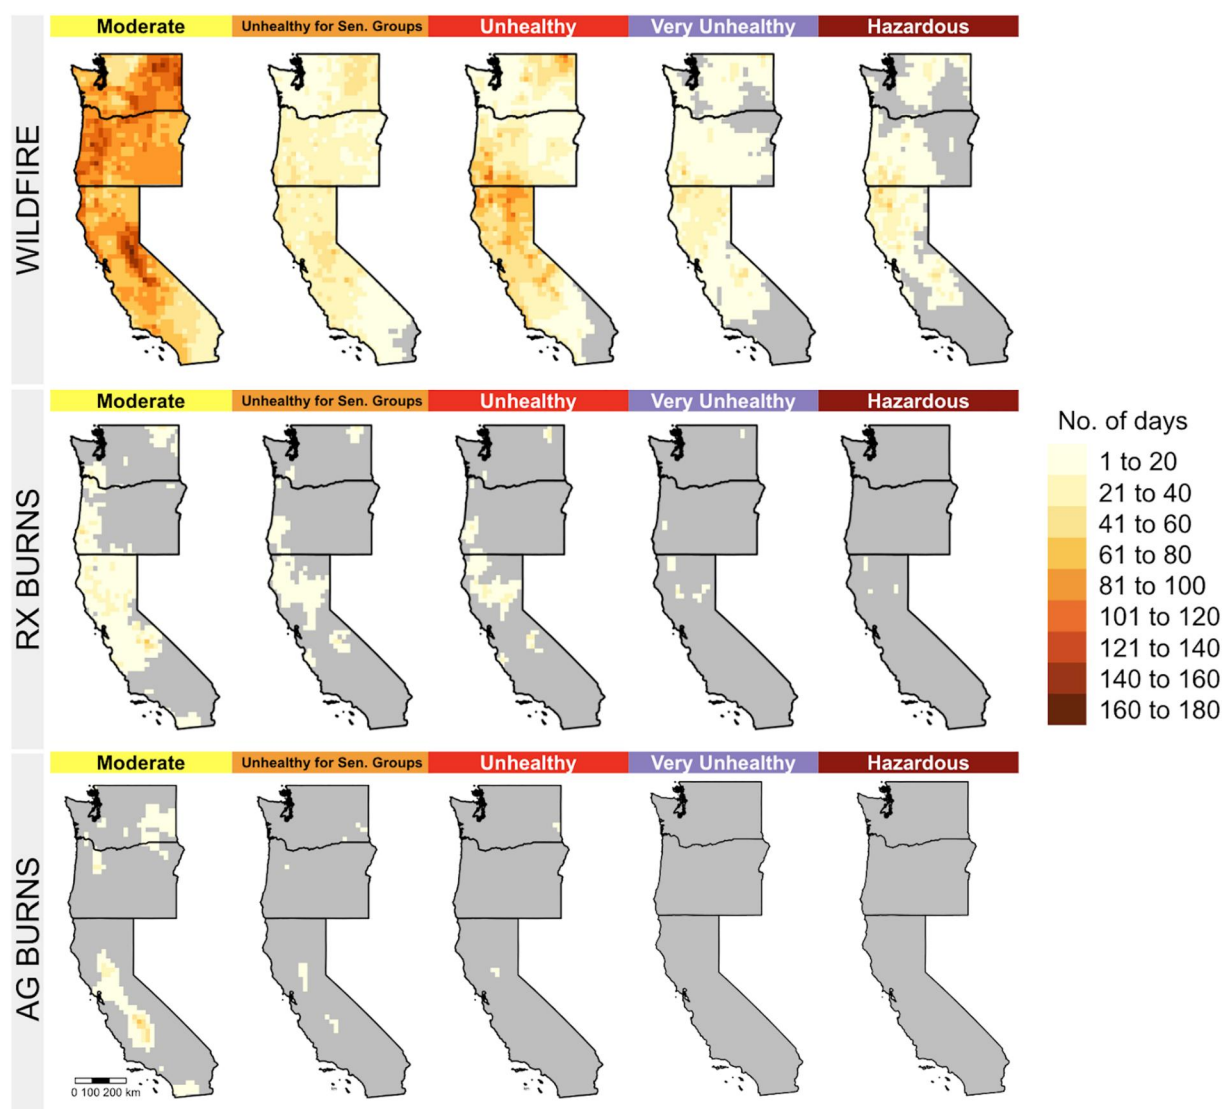 Moderate Unhealthy for Sen. Groups Unhealthy Very Unhealthy Hazardous
WILDFIRE
Moderate Unhealthy for Sen. Groups Unhealthy Very Unhealthy Hazardous
RX BURNS
No. of days
1 to 20
21 to 40
41 to 60
61 to 80
81 to 100
101 to 120
121 to 140
140 to 160
160 to 180
Moderate Unhealthy for Sen. Groups Unhealthy Very Unhealthy Hazardous
AG BURNS
0 100 200 km